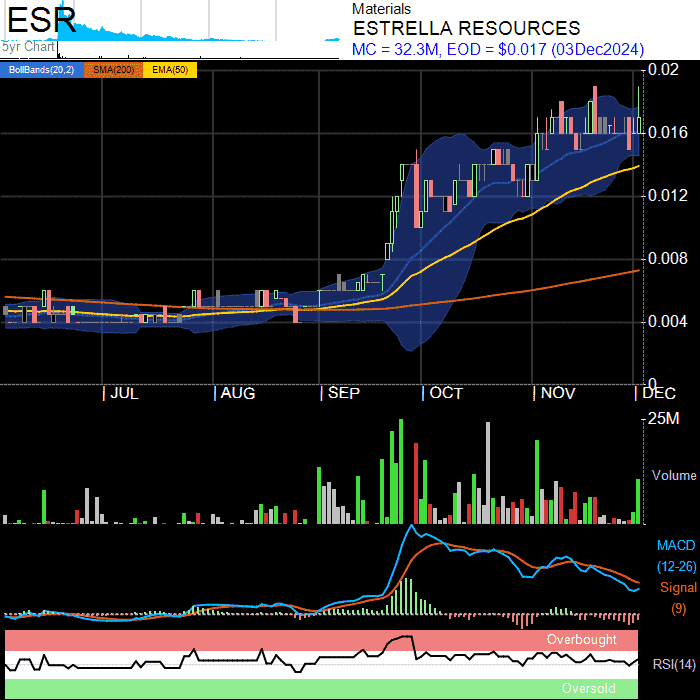 ESR
5yr Chart
Materials
ESTRELLA RESOURCES
MC = 32.3M, EOD = $0.017 (03Dec2024)
BollBands(20,2) SMA(200) EMA(50)
0.02
0.016
0.012
0.008
0.004
0
JUL AUG SEP OCT NOV DEC
25M
Volume
MACD
(12-26)
Signal
(9)
Overbought
RSI(14)
Oversold